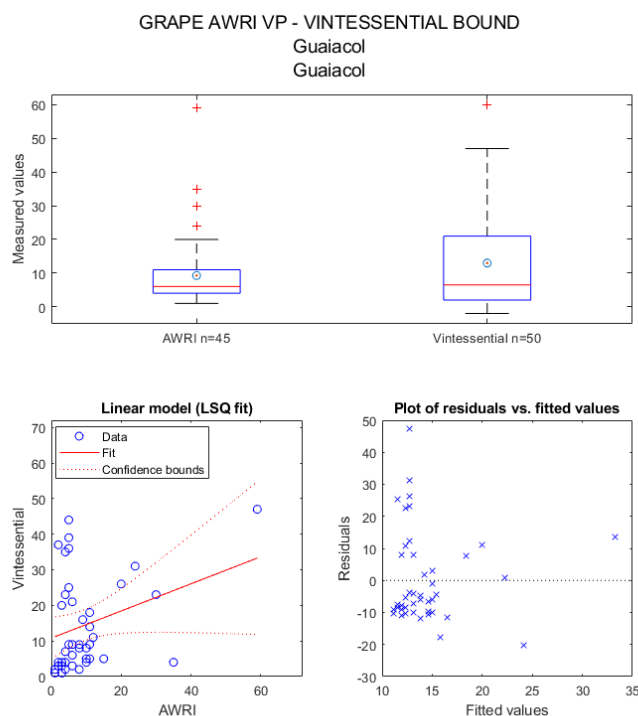 GRAPE AWRI VP - VINTESSENTIAL BOUND
Guaiacol
Guaiacol
Measured values
60
50
40
30
20
10
0
AWRI n=45
Vintessential n=50
Linear model (LSQ fit)
Data
Fit
Confidence bounds
Vintessential
70
60
50
40
30
20
10
0
0
20
40
60
AWRI
Plot of residuals vs. fitted values
Residuals
50
40
30
20
10
0
-10
-20
-30
10
15
20
25
30
35
Fitted values